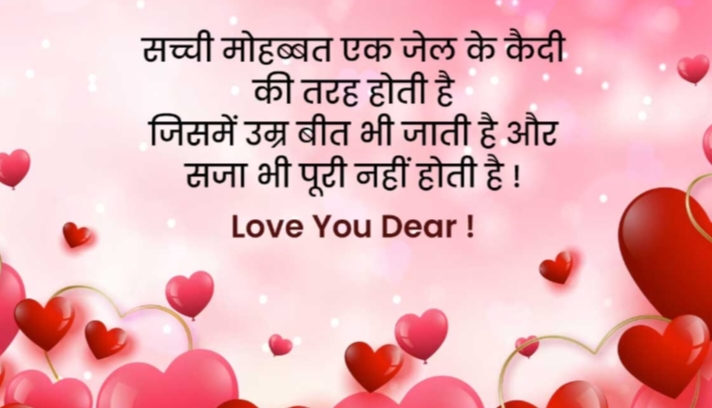 सच्ची मोहब्बत एक जेल के कैदी
की तरह होती है
जिसमें उम्र बीत भी जाती है और
सजा भी पूरी नहीं होती है !
Love You Dear !